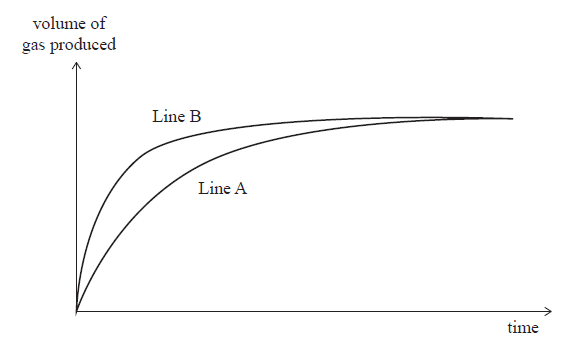 volume of
gas produced
Line B
Line A
time